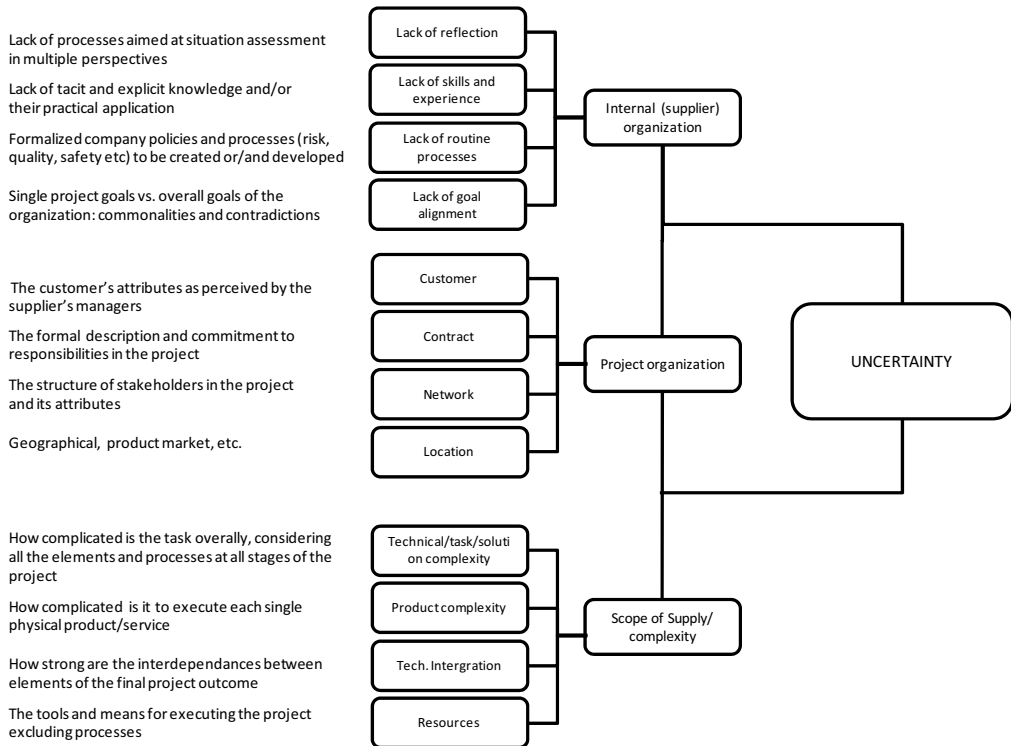 Lack of reflection
Lack of processes aimed at situation assessment
in multiple perspectives
Lack of skills and
experience
Lack of tacit and explicit knowledge and/or
their practical application
Internal (supplier)
organization
Formalized company policies and processes (risk,
quality, safety etc) to be created or/and developed
Lack of routine
processes
Single project goals vs. overall goals of the
organization: commonalities and contradictions
Lack of goal
alignment
Customer
The customer's attributes as perceived by the
supplier's managers
Contract
The formal description and commitment to
responsibilities in the project
Project organization
UNCERTAINTY
The structure of stakeholders in the project
and its attributes
Network
Geographical, product market, etc.
Location
How complicated is the task overally, considering
all the elements and processes at all stages of the
project
Technical/task/soluti
on complexity
How complicated is it to execute each single
physical product/service
Product complexity
Scope of Supply/
complexity
How strong are the interdependances between
elements of the final project outcome
Tech. Intergration
The tools and means for executing the project
excluding processes
Resources